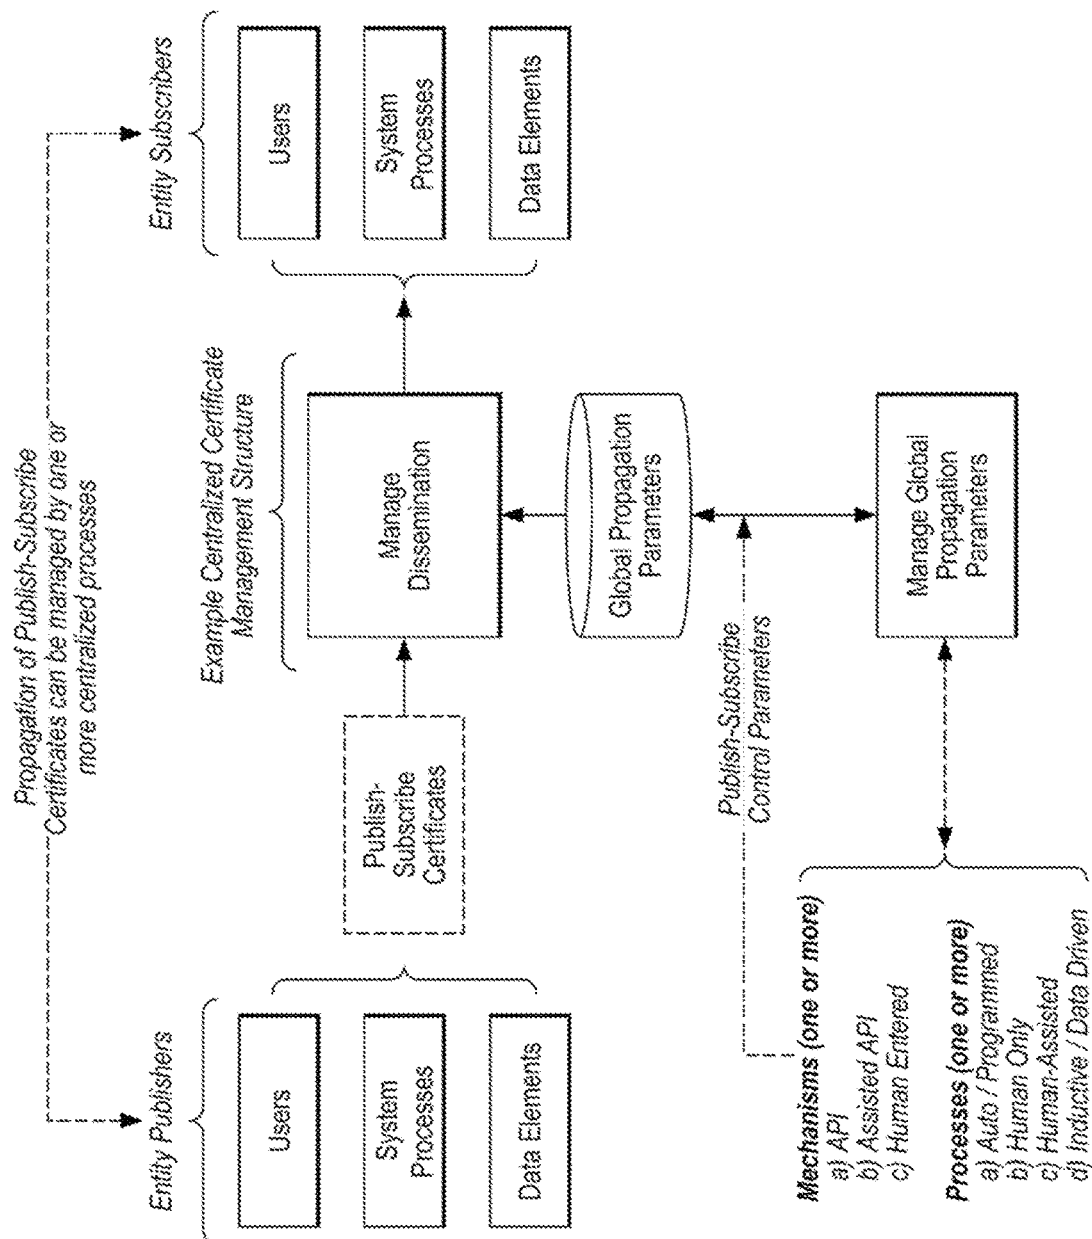 Propagation of Publish-Subscribe
Certificates can be managed by one or
more centralized processes
Entity Publishers
Users
System
Processes
Data Elements
Publish-
Subscribe
Certificates
Example Centralized Certificate
Management Structure
Manage
Dissemination
Entity Subscribers
Users
System
Processes
Data Elements
Global Propagation
Parameters
Publish-Subscribe
Control Parameters
Manage Global
Propagation
Parameters
Mechanisms (one or more)
a) API
b) Assisted API
c) Human Entered
Processes (one or more)
a) Auto / Programmed
b) Human Only
c) Human-Assisted
d) Inductive / Data Driven